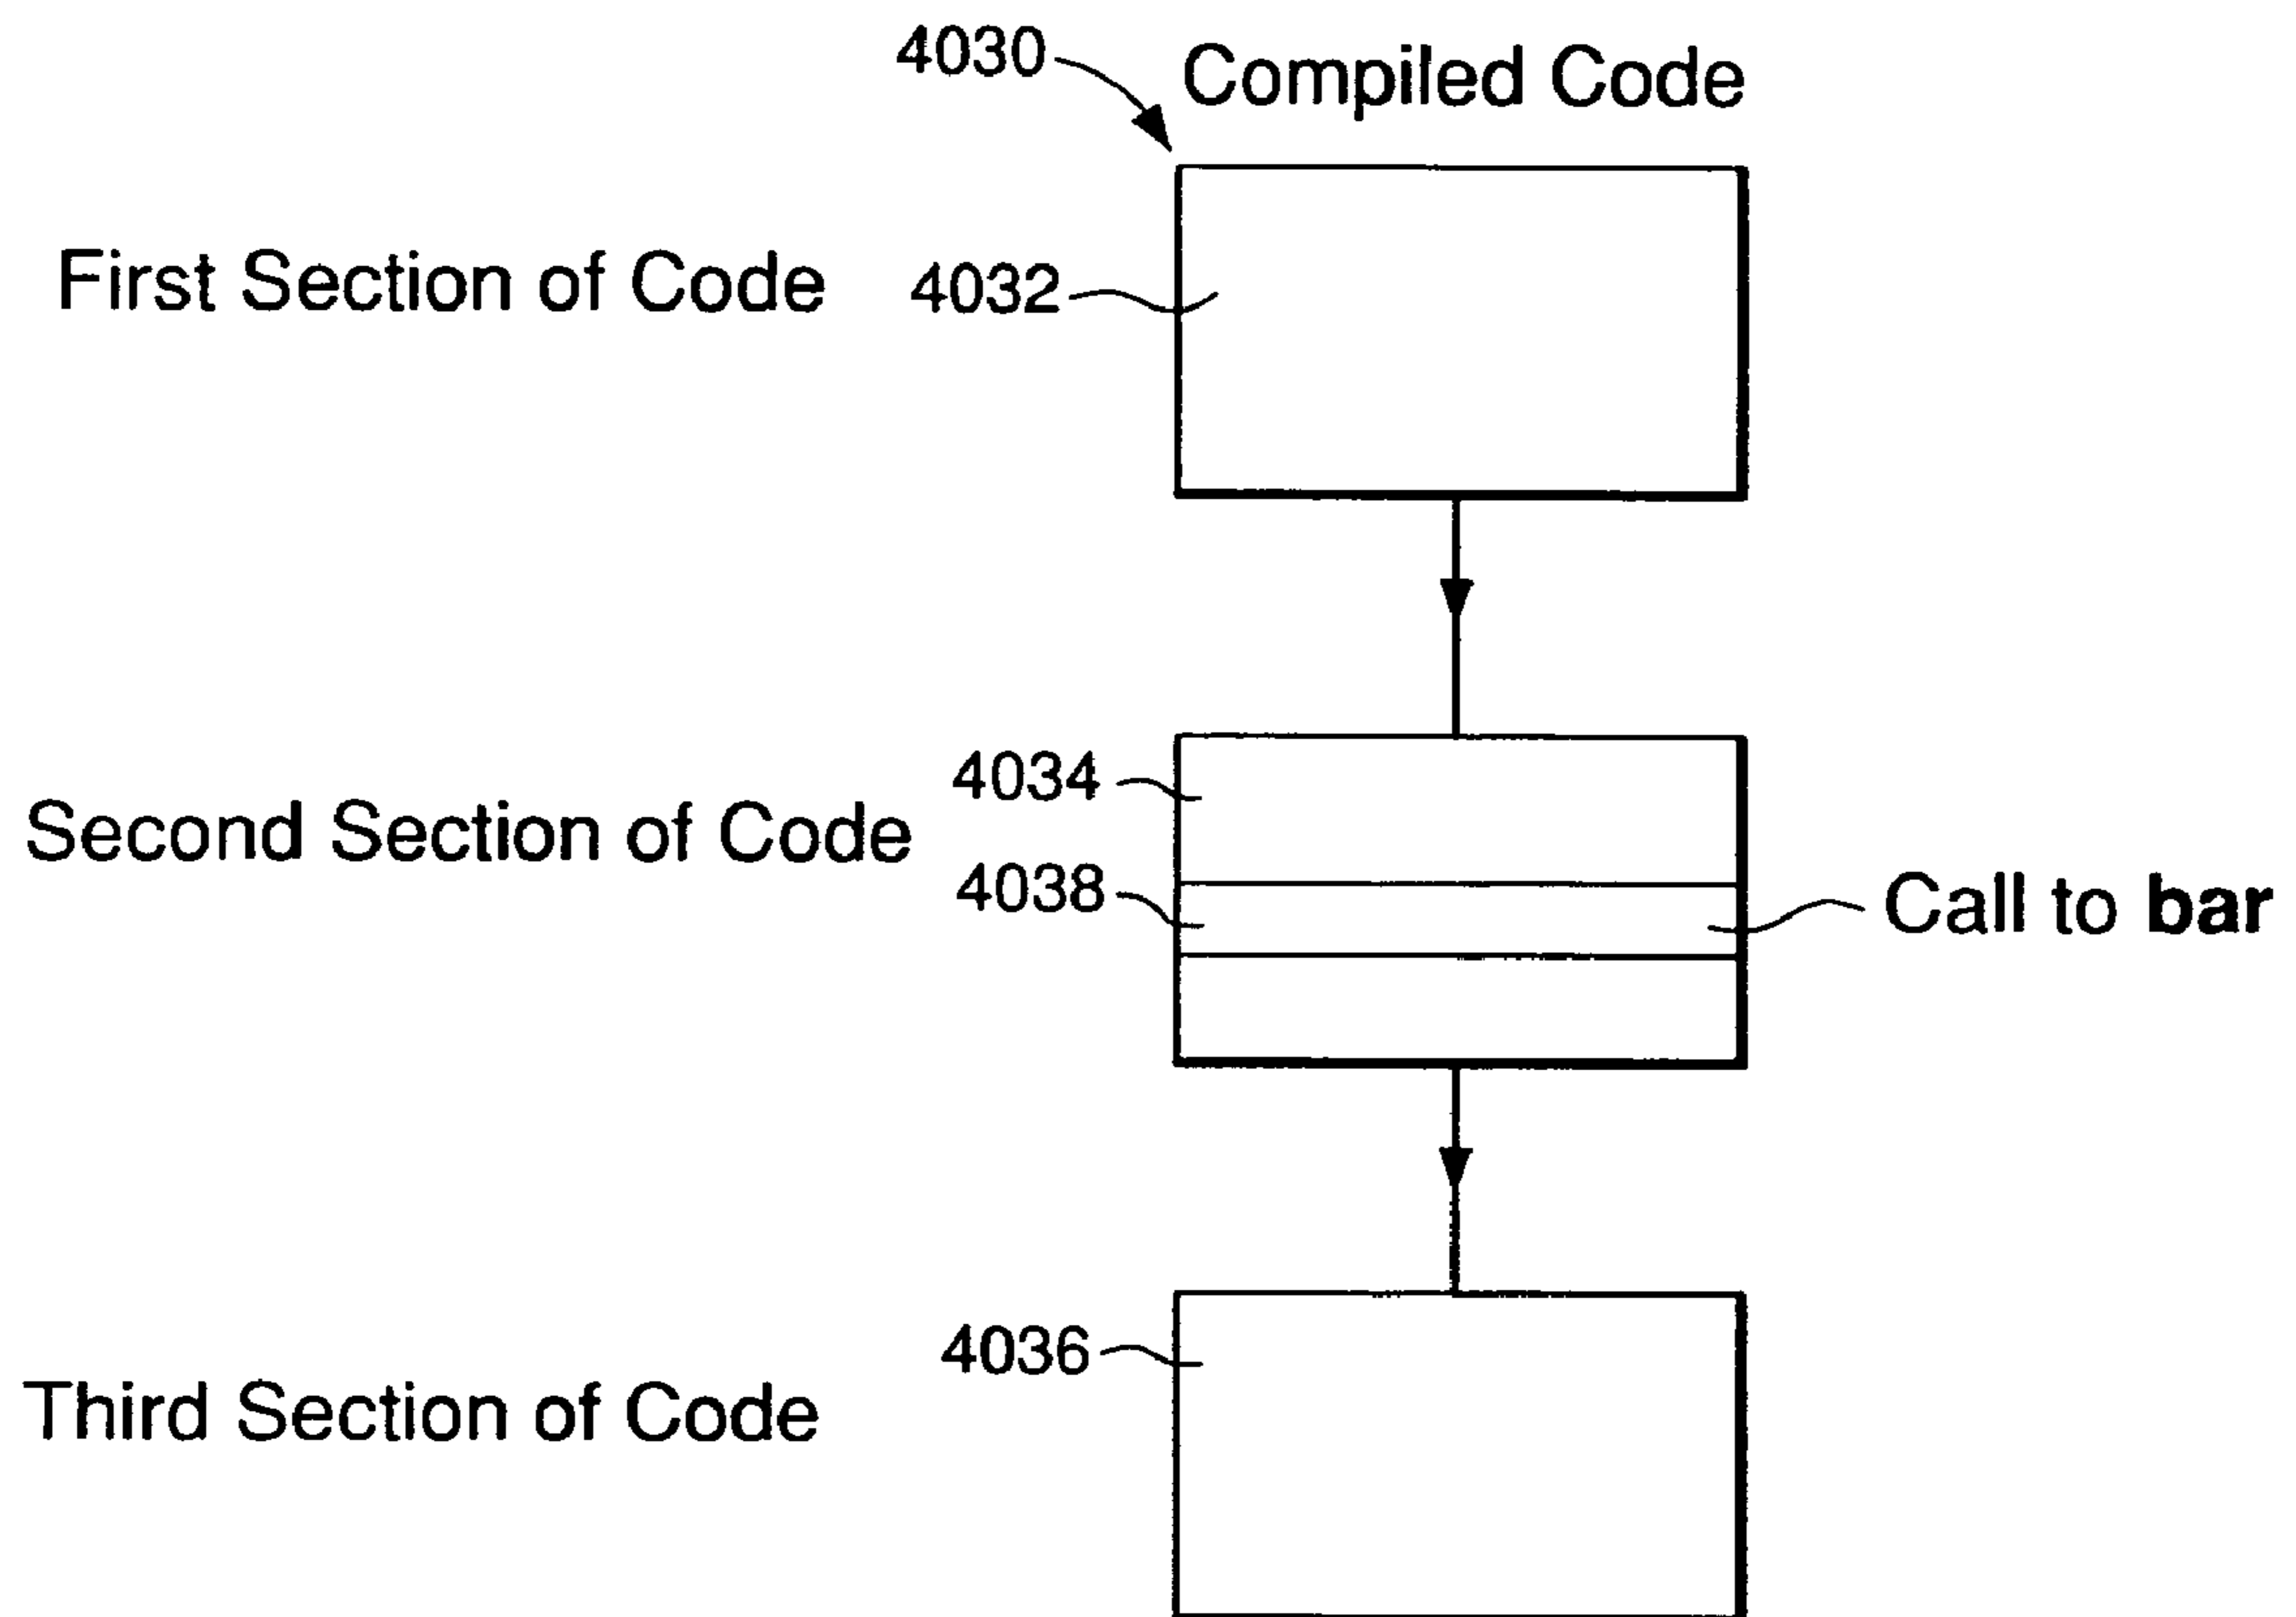 4030
Compiled Code
First Section of Code
4032
4034
Second Section of Code
4038
Call to bar
4036
Third Section of Code